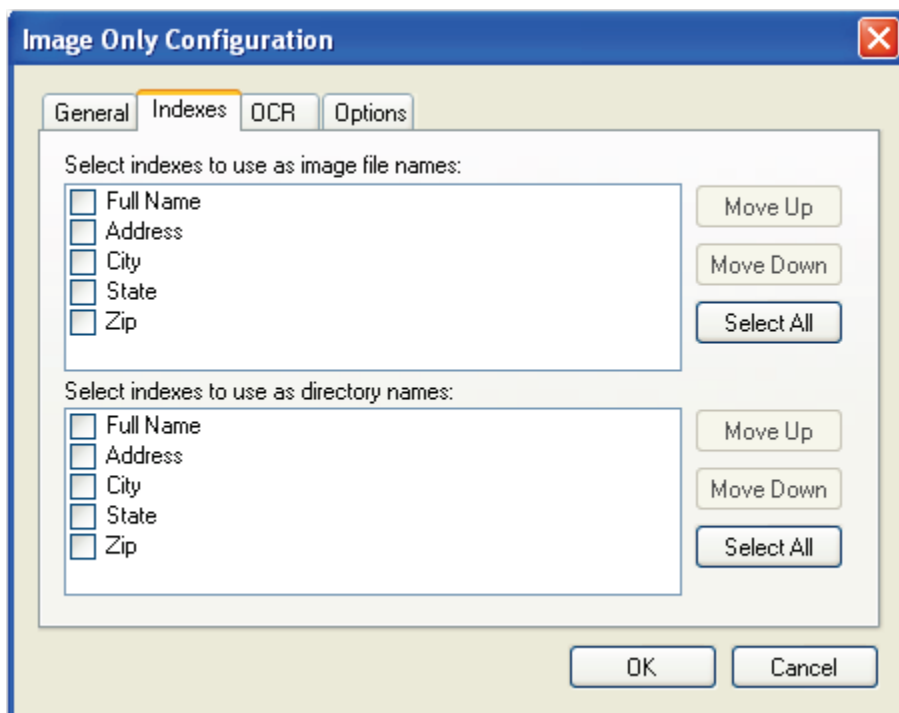 Image Only Configuration
General Indexes OCR Options
Select indexes to use as image file names:
Full Name
Address
City
State
Zip
Move Up
Move Down
Select All
Select indexes to use as directory names:
Full Name
Address
City
State
Zip
Move Up
Move Down
Select All
OK Cancel